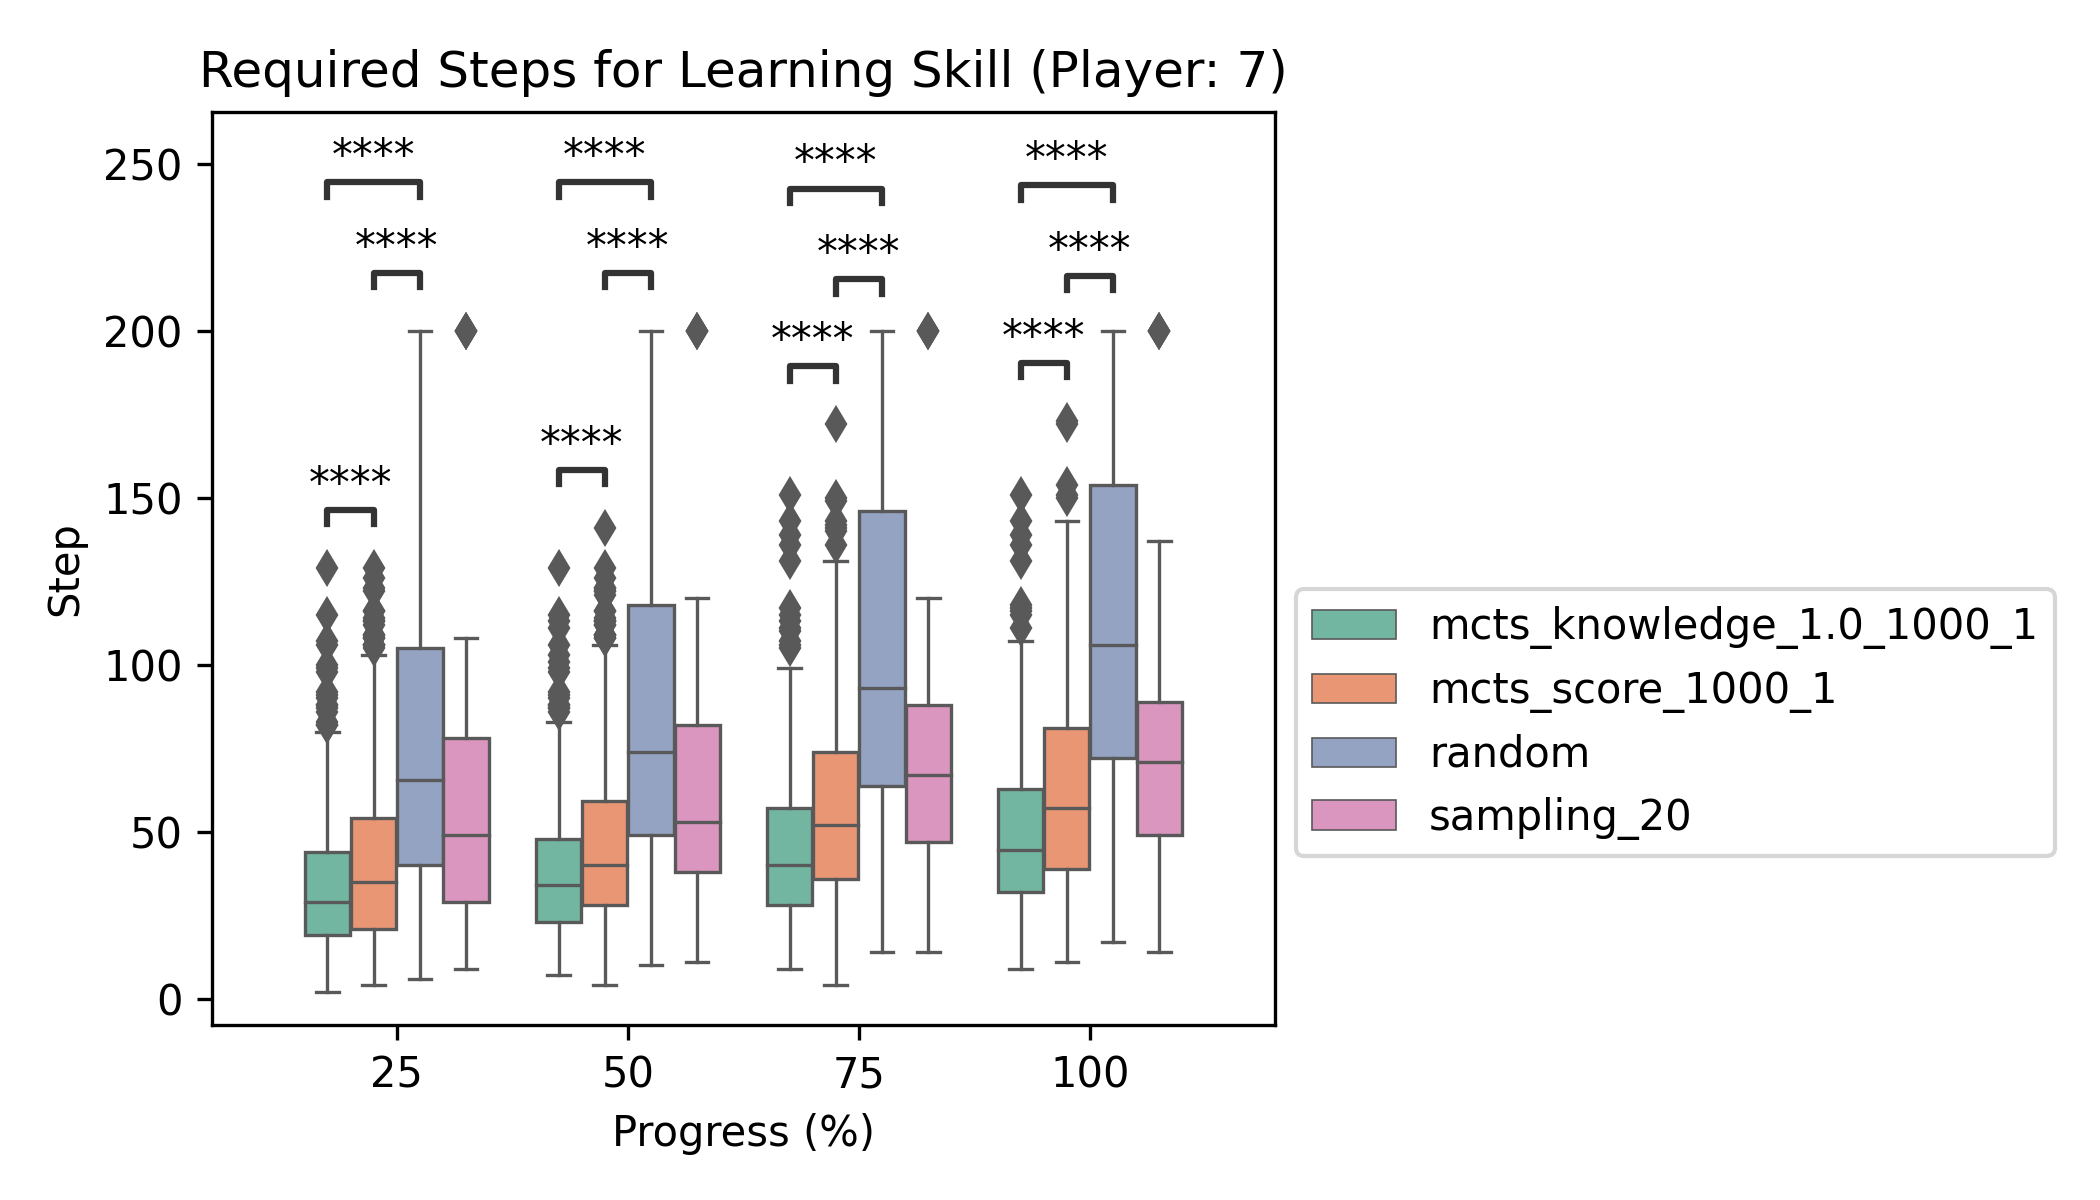 Required Steps for Learning Skill (Player: 7)
**** **** **** ****
**** **** **** ****
**** ****
****
****
250
200
150
100
50
0
Step
25 50 75 100
Progress (%)
mcts_knowledge_1.0_1000_1
mcts_score_1000_1
random
sampling_20